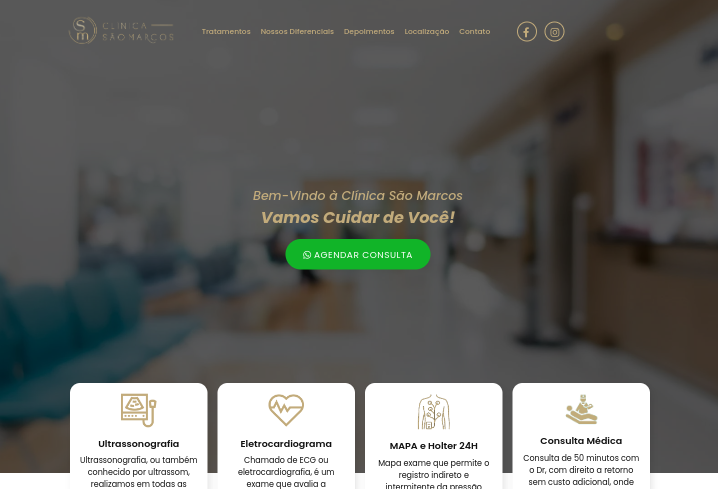 CLÍNICA
SÃO MARCOS
Tratamentos Nossos Diferenciais Depoimentos Localização Contato
Bem-Vindo à Clínica São Marcos
Vamos Cuidar de Você!
AGENDAR CONSULTA
Ultrassonografia
Ultrassonografia, ou também
conhecido por ultrassom,
realizamos em todas as
Eletrocardiograma
Chamado de ECG ou
eletrocardiografia, é um
exame que avalia a
MAPA e Holter 24H
Mapa exame que permite o
registro indireto e
intermitente da pressão
Consulta Médica
Consulta de 50 minutos com
o Dr, com direito a retorno
sem custo adicional, onde